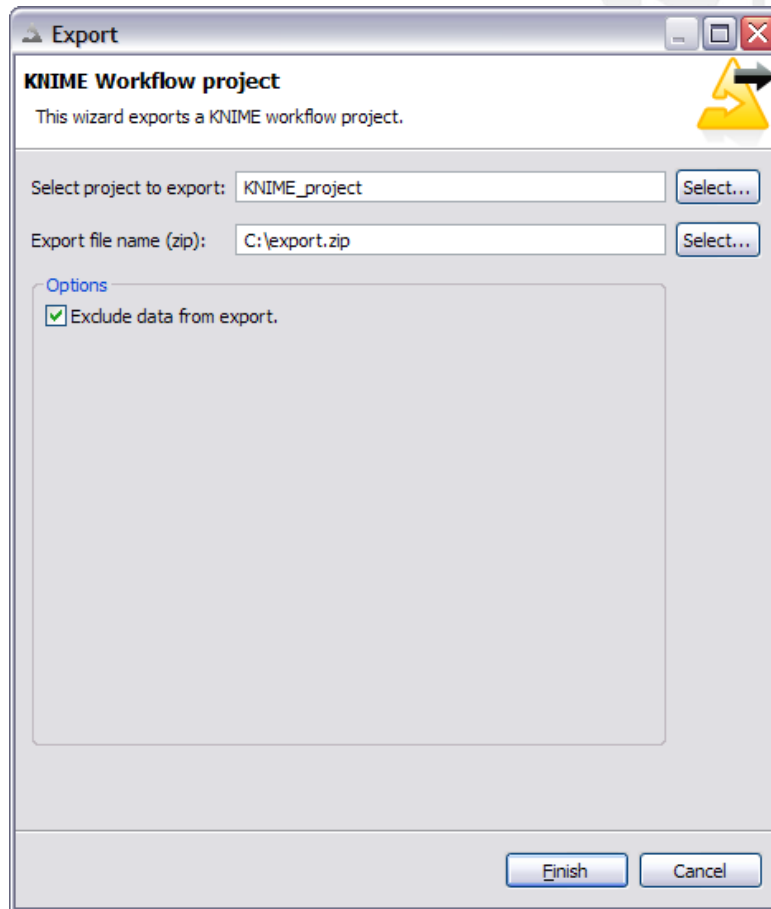 Export
KNIME Workflow project
This wizard exports a KNIME workflow project.
Select project to export: KNIME_project Select...
Export file name (zip): C:\export.zip Select...
Options
Exclude data from export.
Finish Cancel